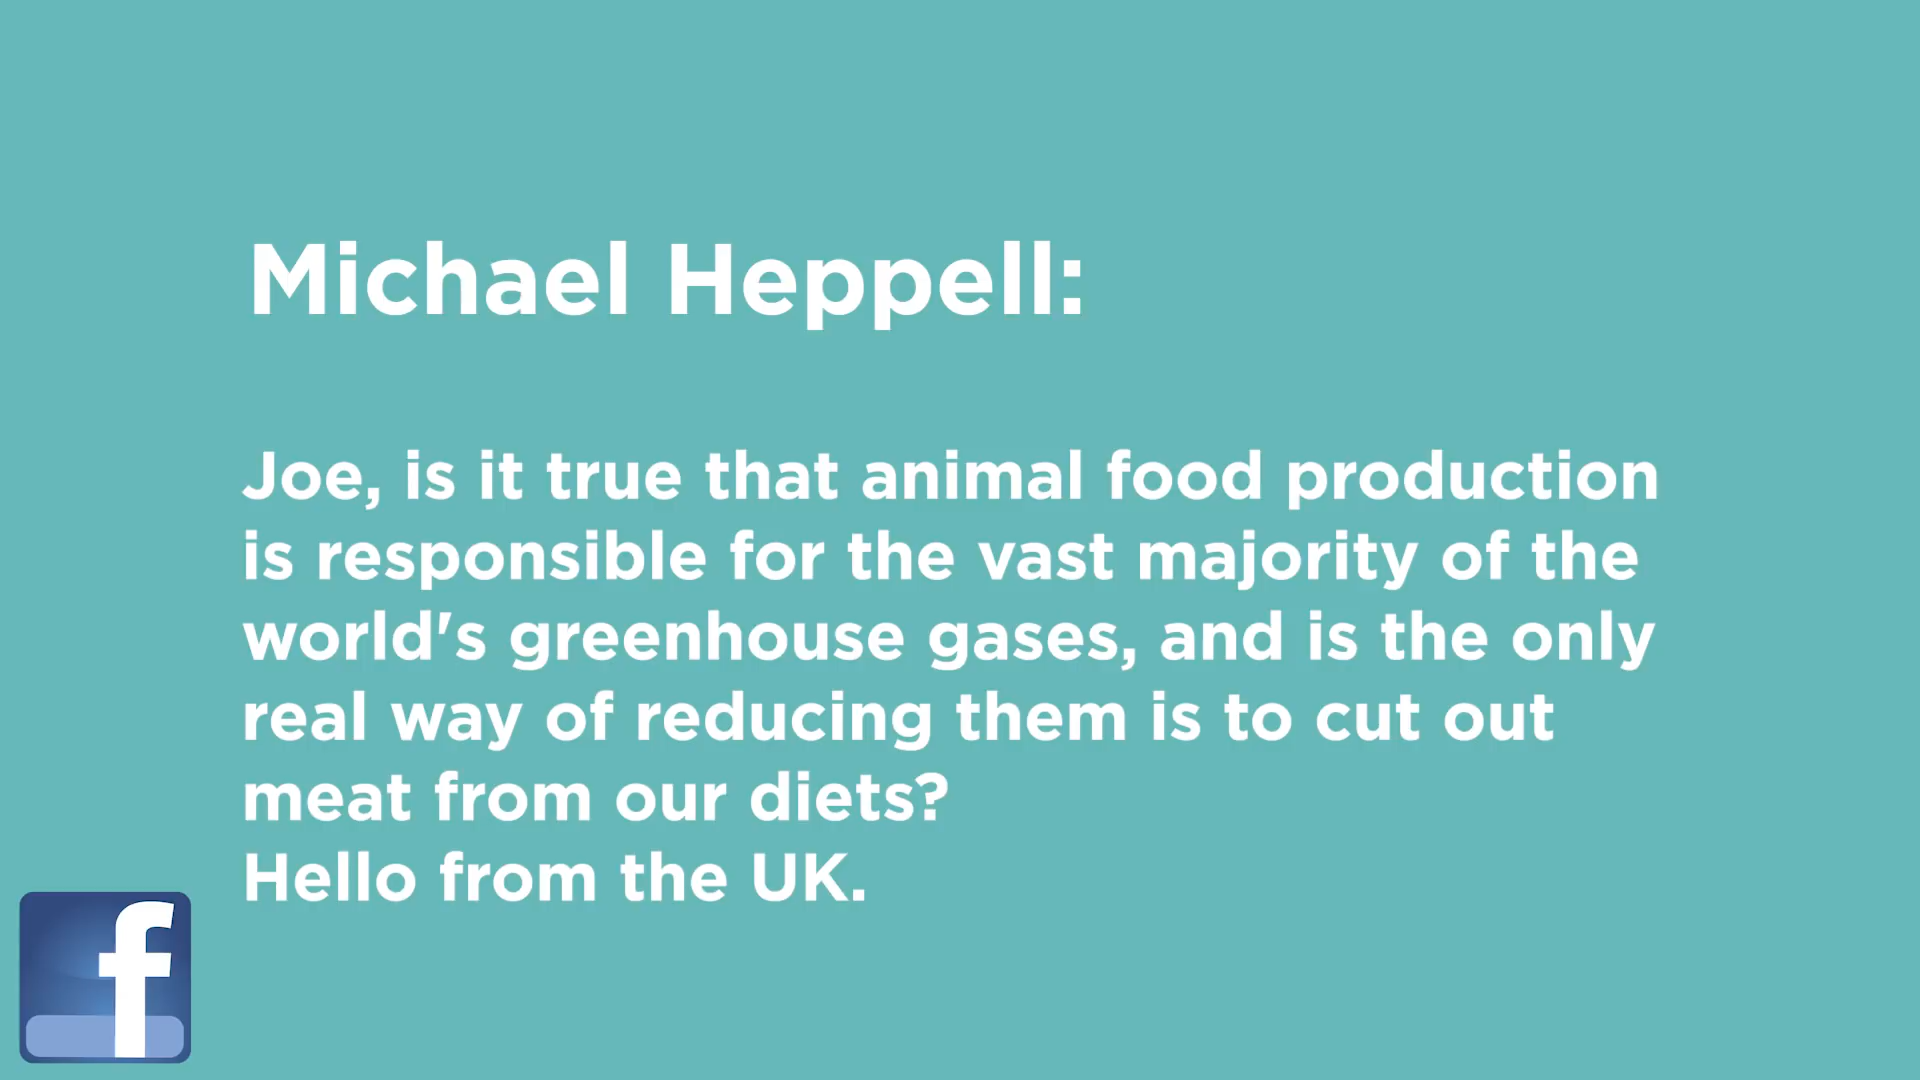 Michael Heppell:
Joe, is it true that animal food production
is responsible for the vast majority of the
world's greenhouse gases, and is the only
real way of reducing them is to cut out
meat from our diets?
Hello from the UK.
f